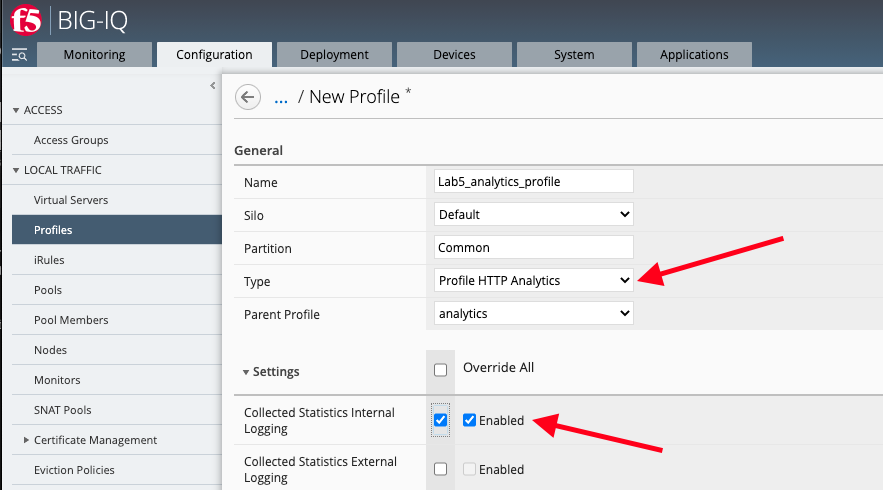 f5 BIG-IQ
Monitoring Configuration Deployment Devices System Applications
ACCESS
Access Groups
LOCAL TRAFFIC
Virtual Servers
Profiles
iRules
Pools
Pool Members
Nodes
Monitors
SNAT Pools
Certificate Management
Eviction Policies
... / New Profile *
General
Name Lab5_analytics_profile
Silo Default
Partition Common
Type Profile HTTP Analytics
Parent Profile analytics
Settings Override All
Collected Statistics Internal
Logging
Enabled
Collected Statistics External
Logging
Enabled